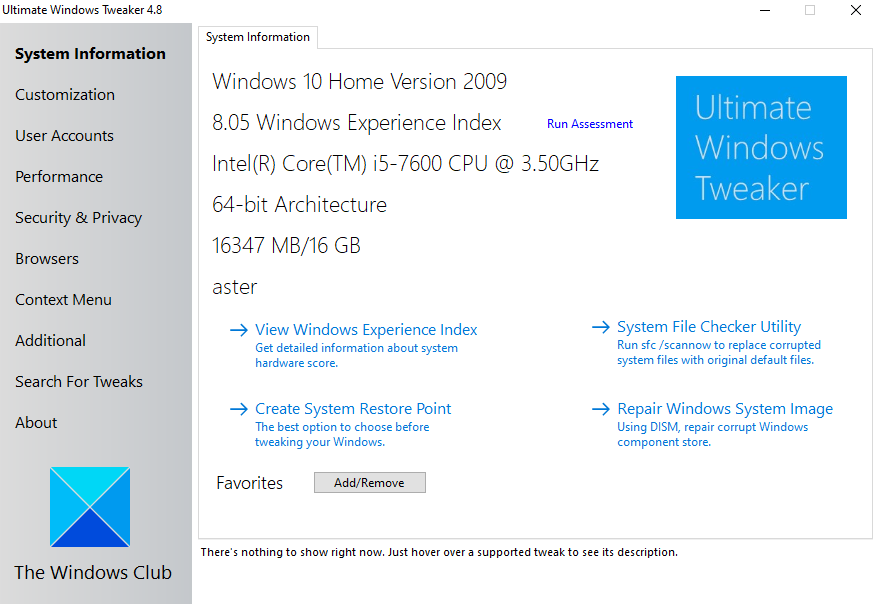 Ultimate Windows Tweaker 4.8
System Information
Customization
User Accounts
Performance
Security & Privacy
Browsers
Context Menu
Additional
Search For Tweaks
About
The Windows Club
System Information
Windows 10 Home Version 2009
8.05 Windows Experience Index
Run Assessment
Intel(R) Core(TM) i5-7600 CPU @ 3.50GHz
64-bit Architecture
16347 MB/16 GB
aster
Ultimate
Windows
Tweaker
View Windows Experience Index
Get detailed information about system
hardware score.
System File Checker Utility
Run sfc /scannow to replace corrupted
system files with original default files.
Create System Restore Point
The best option to choose before
tweaking your Windows.
Repair Windows System Image
Using DISM, repair corrupt Windows
component store.
Favorites
Add/Remove
There's nothing to show right now. Just hover over a supported tweak to see its description.